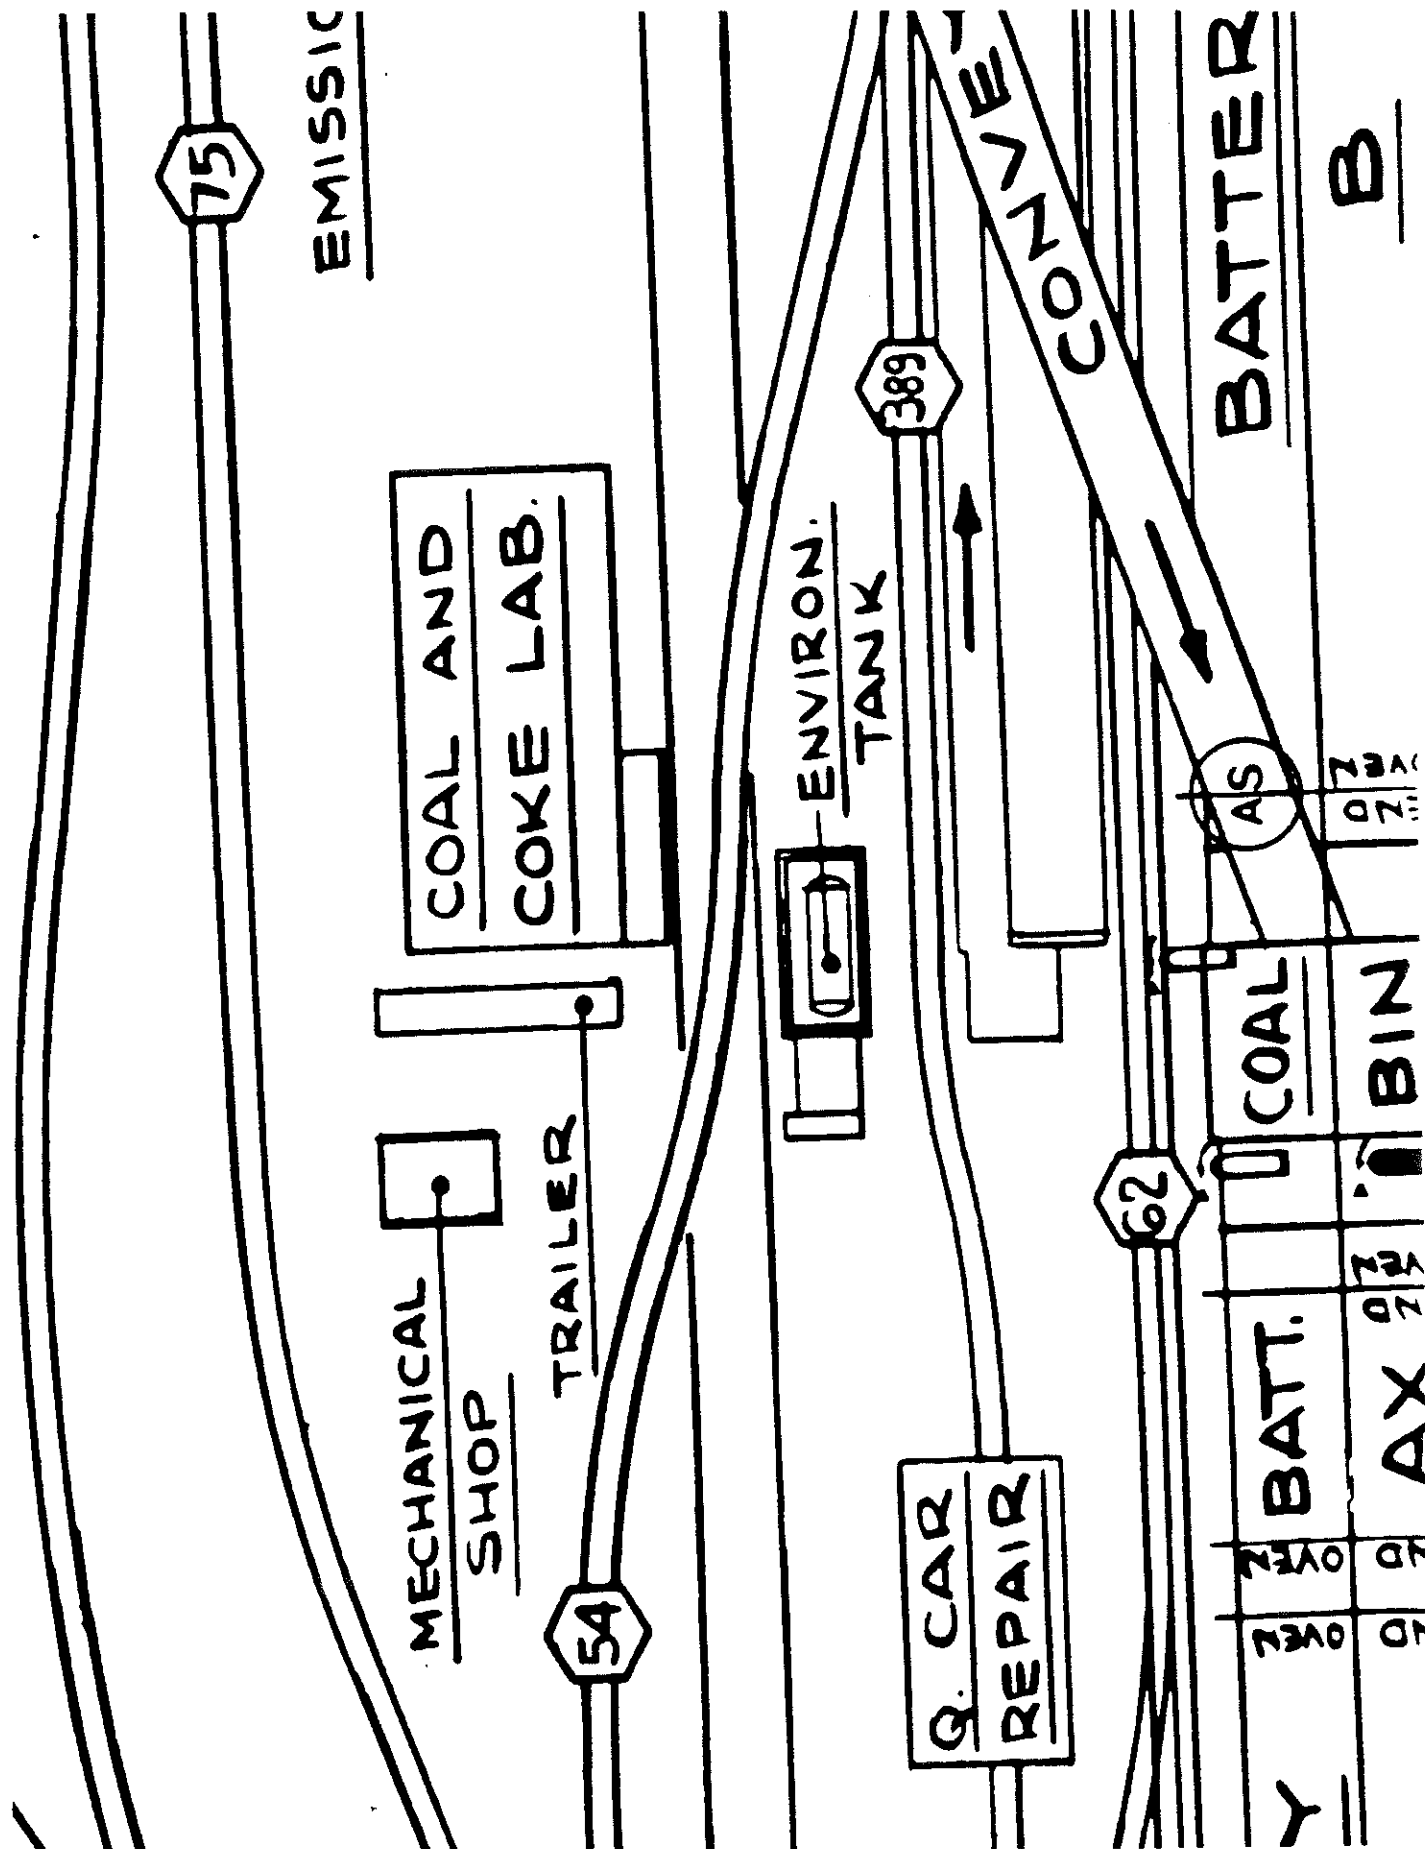 75
EMISSIC
COAL AND
COKE LAB.
MECHANICAL
SHOP
TRAILER
54
ENVIRON.
TANK
389
Q. CAR
REPAIR
CONVE
62
AS
BATTER
B
COAL
BIN
BATT.
AX
OVEN
OVEN
Y